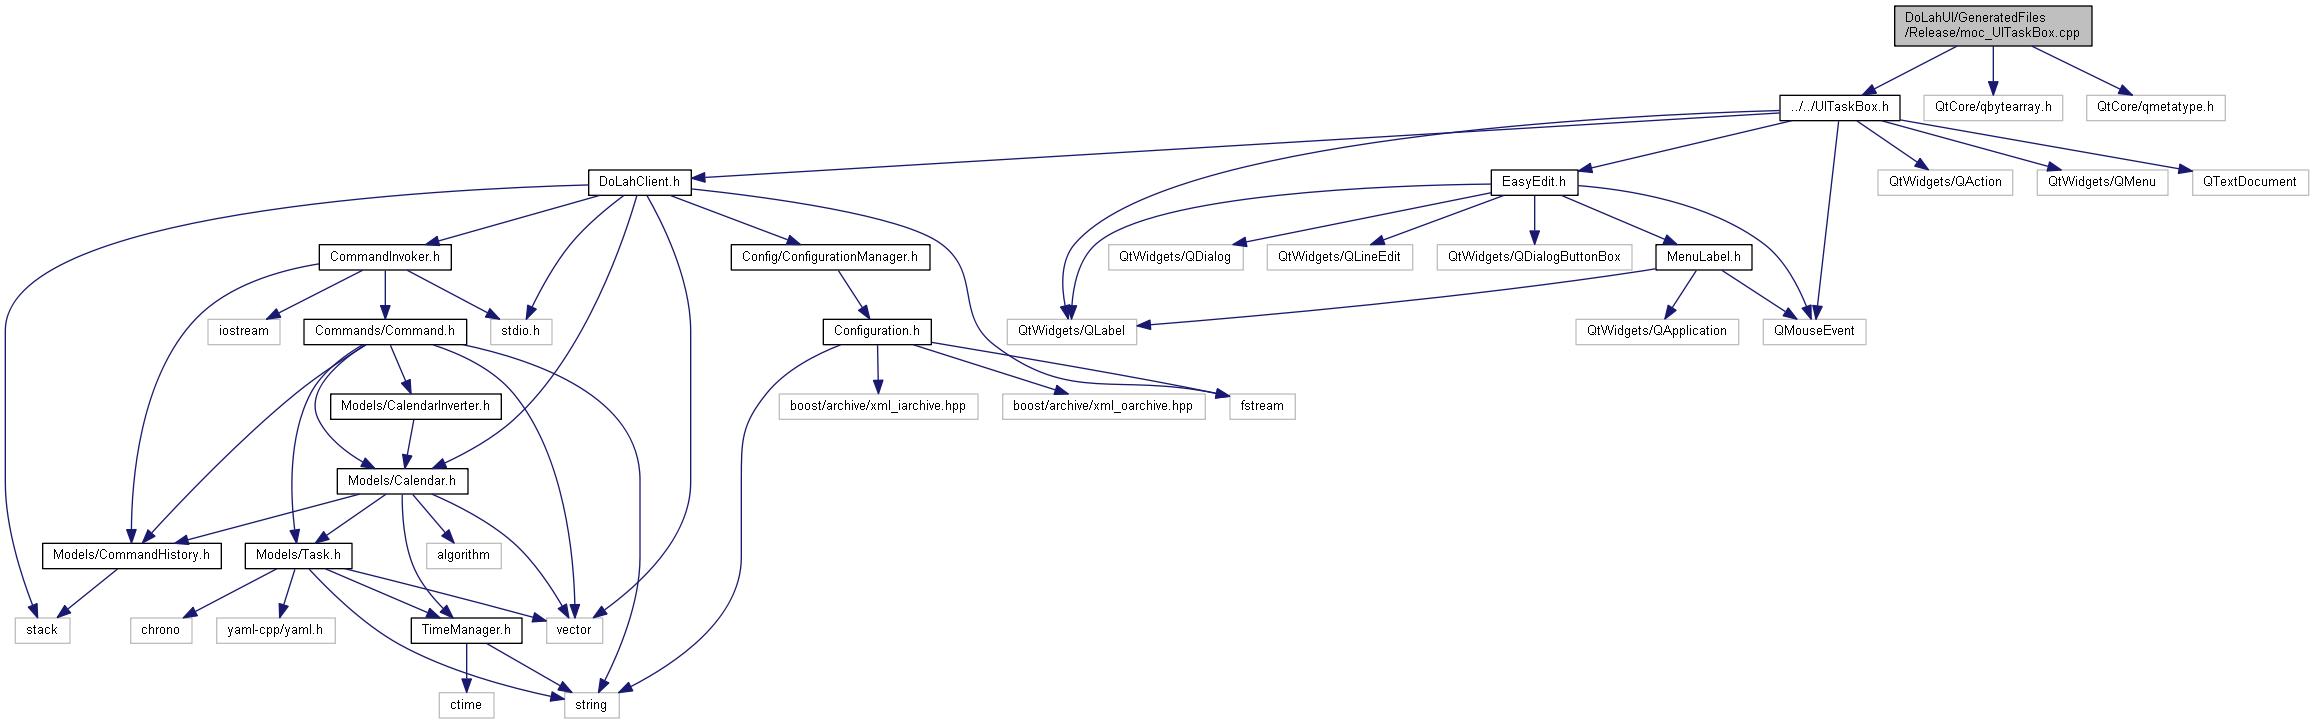 DoLahUI/GeneratedFiles
/Release/moc_UITaskBox.cpp
../../UITaskBox.h
QtCore/qbytearray.h
QtCore/qmetatype.h
DoLahClient.h
EasyEdit.h
QtWidgets/QAction
QtWidgets/QMenu
QTextDocument
CommandInvoker.h
Config/ConfigurationManager.h
QtWidgets/QDialog
QtWidgets/QLineEdit
QtWidgets/QDialogButtonBox
MenuLabel.h
iostream
Commands/Command.h
stdio.h
Configuration.h
QtWidgets/QLabel
QtWidgets/QApplication
QMouseEvent
Models/CalendarInverter.h
boost/archive/xml_iarchive.hpp
boost/archive/xml_oarchive.hpp
fstream
Models/Calendar.h
Models/CommandHistory.h
Models/Task.h
algorithm
stack
chrono
yaml-cpp/yaml.h
TimeManager.h
vector
ctime
string